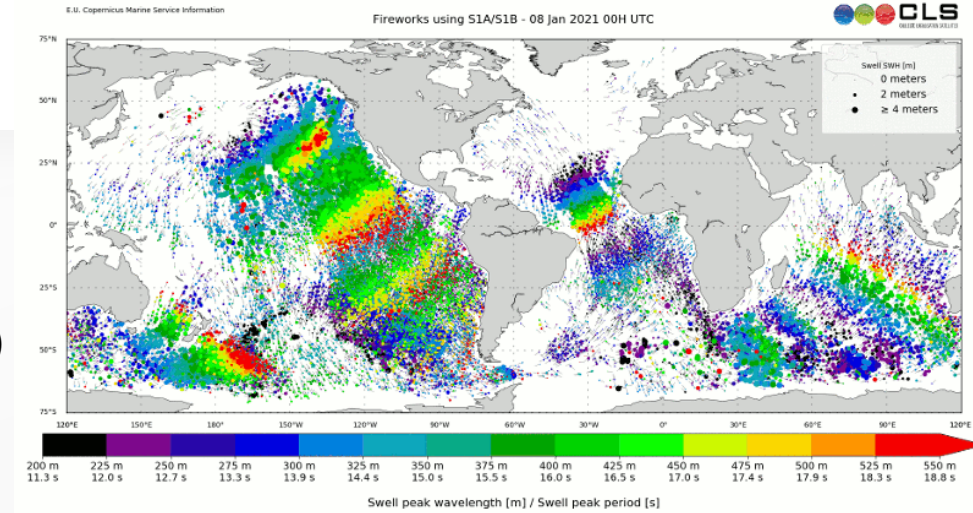 E.U. Copernicus Marine Service Information
Fireworks using S1A/S1B - 08 Jan 2021 00H UTC
CLS
75°N
50°N
25°N
0°
25°S
50°S
75°S
Swell SWH [m]
0 meters
2 meters
≥ 4 meters
120°E 150°E 180° 150°W 120°W 90°W 60°W 30°W 0° 30°E 60°E 90°E 120°E
200 m 225 m 250 m 275 m 300 m 325 m 350 m 375 m 400 m 425 m 450 m 475 m 500 m 525 m 550 m
11.3 s 12.0 s 12.7 s 13.3 s 13.9 s 14.4 s 15.0 s 15.5 s 16.0 s 16.5 s 17.0 s 17.4 s 17.9 s 18.3 s 18.8 s
Swell peak wavelength [m] / Swell peak period [s]